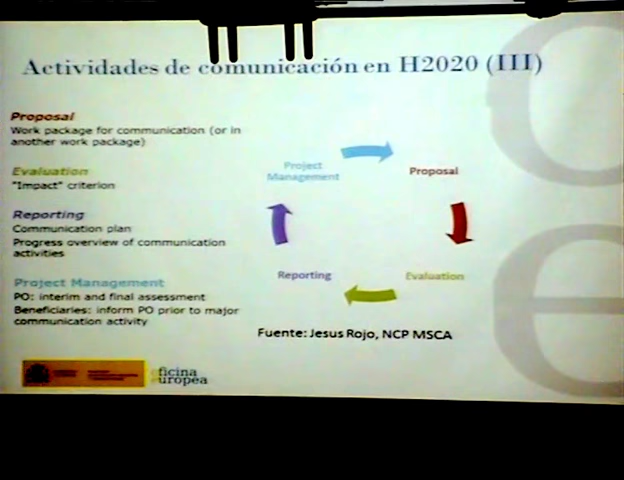 Actividades de comunicación en H2020 (III)
Proposal
Work package for communication (or in
another work package)
Evaluation
"Impact" criterion
Reporting
Communication plan
Progress overview of communication
activities
Project Management
PO: interim and final assessment
Beneficiaries: inform PO prior to major
communication activity
Project
Management
Proposal
Reporting
Evaluation
Fuente: Jesus Rojo, NCP MSCA
oficina
europea
e